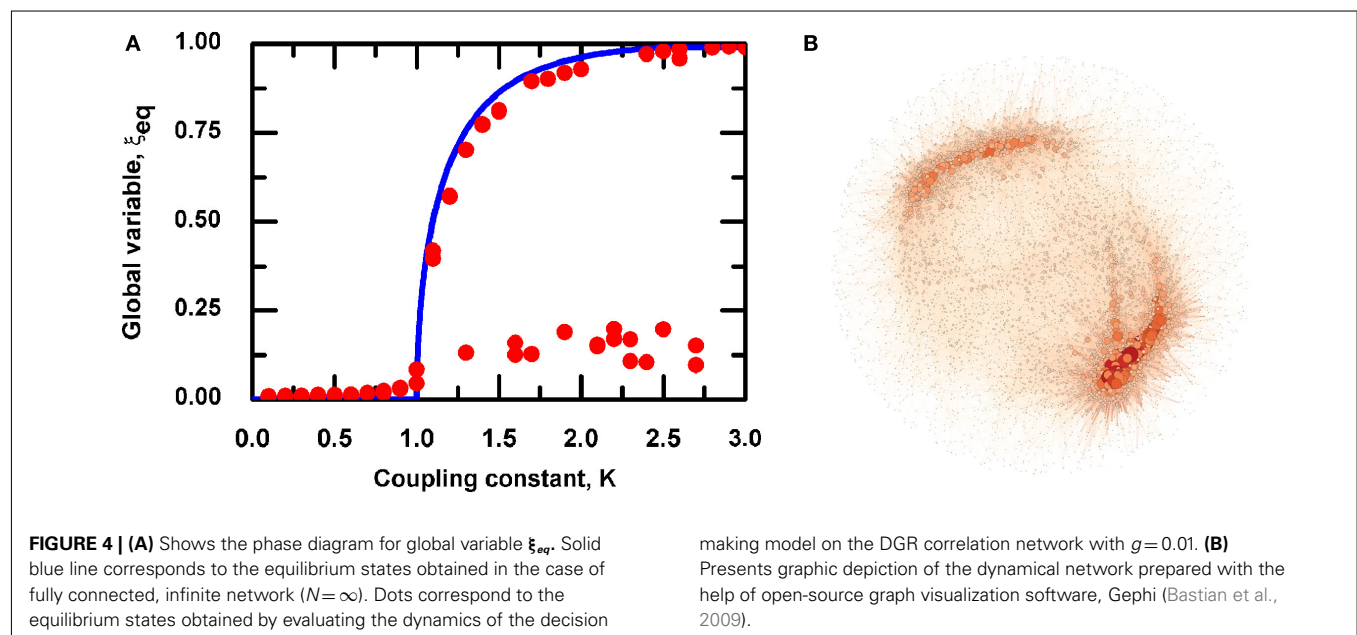 A
B
1.00
0.75
0.50
0.25
0.00
Global variable, ξeq
0.0 0.5 1.0 1.5 2.0 2.5 3.0
Coupling constant, K
FIGURE 4 | (A) Shows the phase diagram for global variable ξeq. Solid
blue line corresponds to the equilibrium states obtained in the case of
fully connected, infinite network (N=∞). Dots correspond to the
equilibrium states obtained by evaluating the dynamics of the decision
making model on the DGR correlation network with g=0.01. (B)
Presents graphic depiction of the dynamical network prepared with the
help of open-source graph visualization software, Gephi (Bastian et al.,
2009).